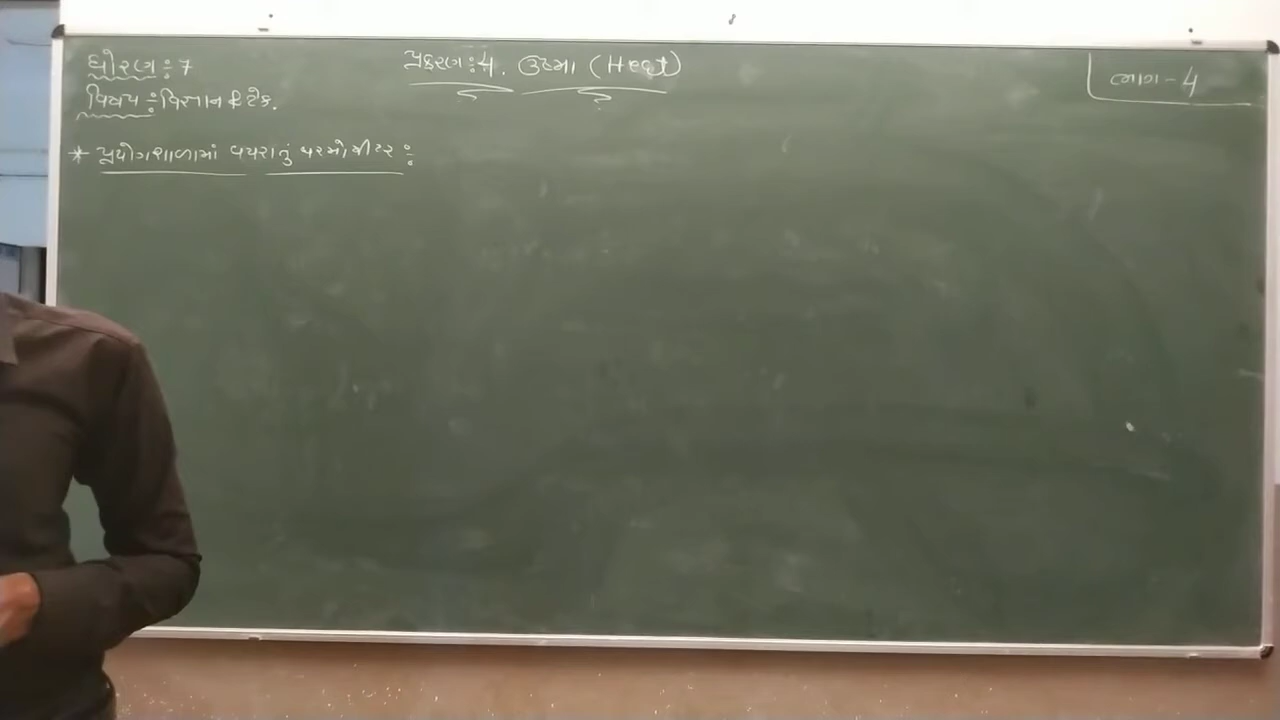 ધોરણ : 7
પ્રકરણ : 4. ઉષ્મા (Heat)
ભાગ - 4
વિષય : વિજ્ઞાન & ટેક.
* પ્રયોગશાળામાં વપરાતું થરમોમીટર :